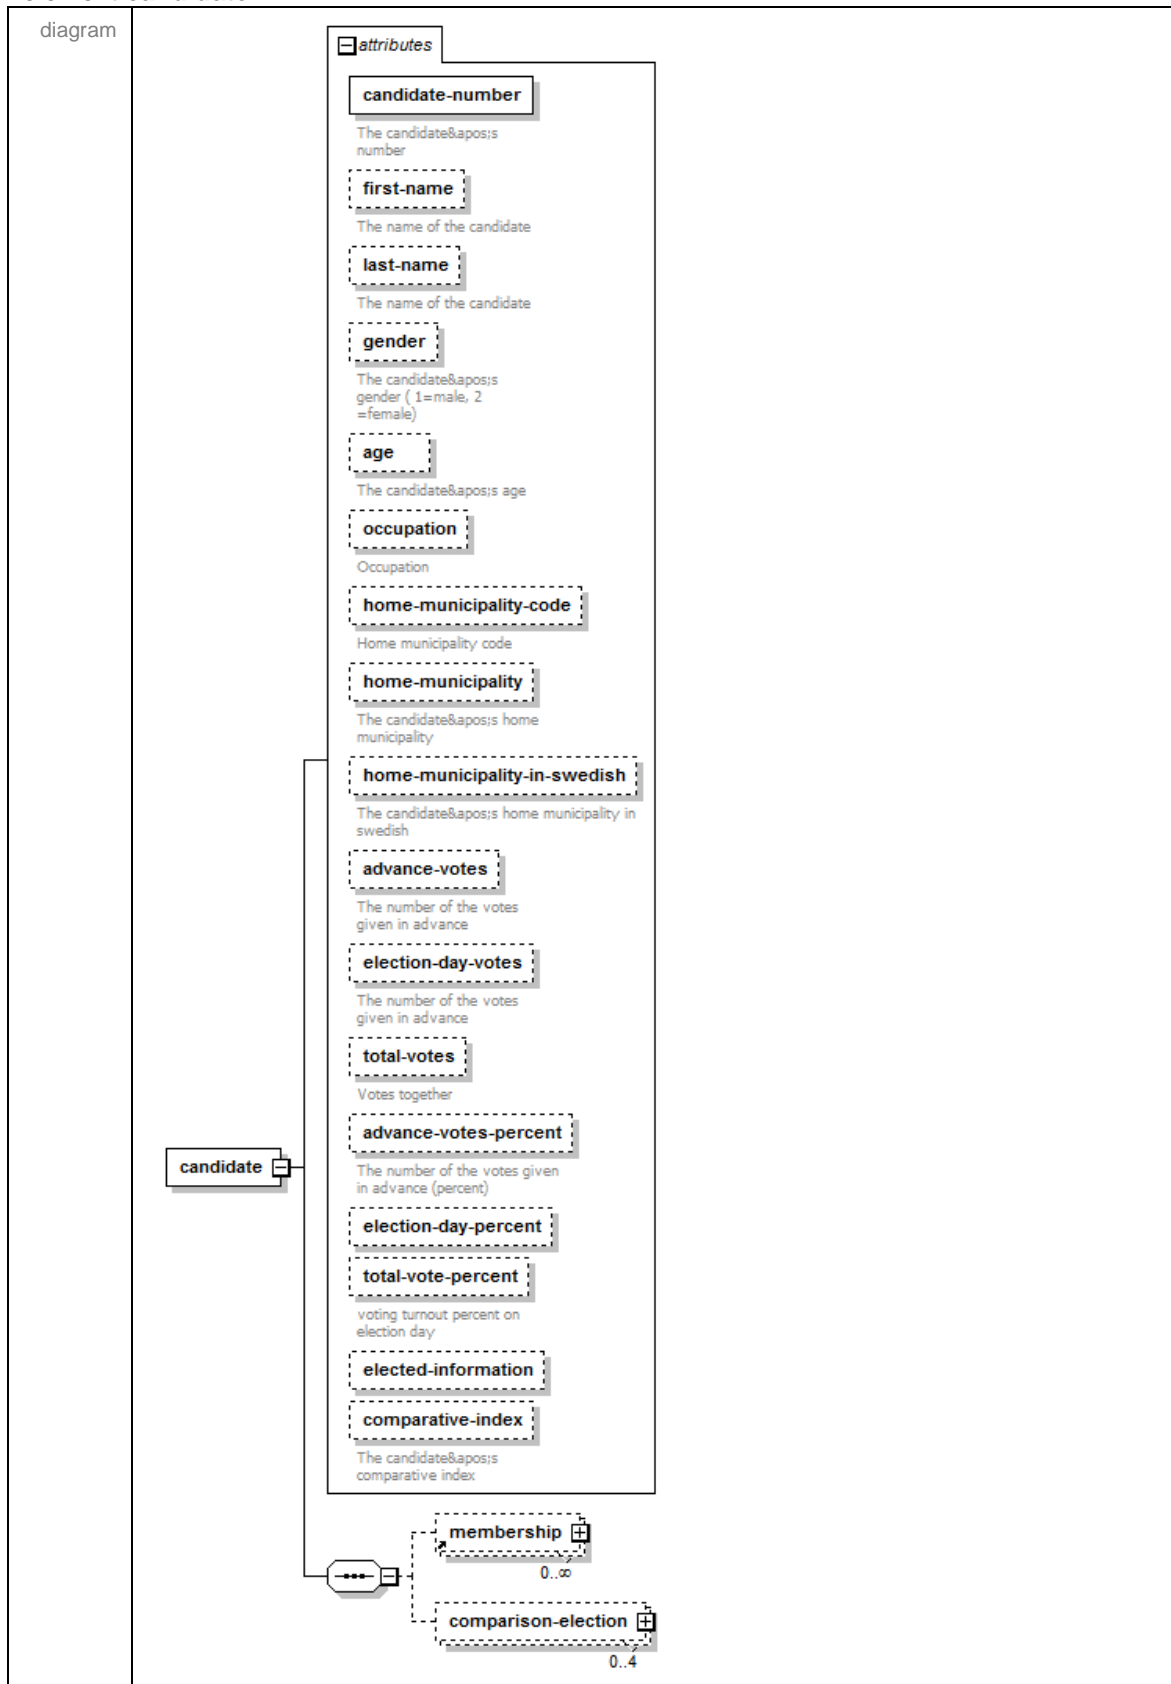 diagram
attributes
candidate-number
The candidate&apos;s
number
first-name
The name of the candidate
last-name
The name of the candidate
gender
The candidate&apos;s
gender ( 1=male, 2
=female)
age
The candidate&apos;s age
occupation
Occupation
home-municipality-code
Home municipality code
home-municipality
The candidate&apos;s home
municipality
home-municipality-in-swedish
The candidate&apos;s home municipality in
swedish
advance-votes
The number of the votes
given in advance
election-day-votes
The number of the votes
given in advance
total-votes
Votes together
advance-votes-percent
The number of the votes given
in advance (percent)
candidate
election-day-percent
total-vote-percent
voting turnout percent on
election day
elected-information
comparative-index
The candidate&apos;s
comparative index
membership
0..∞
comparison-election
0..4